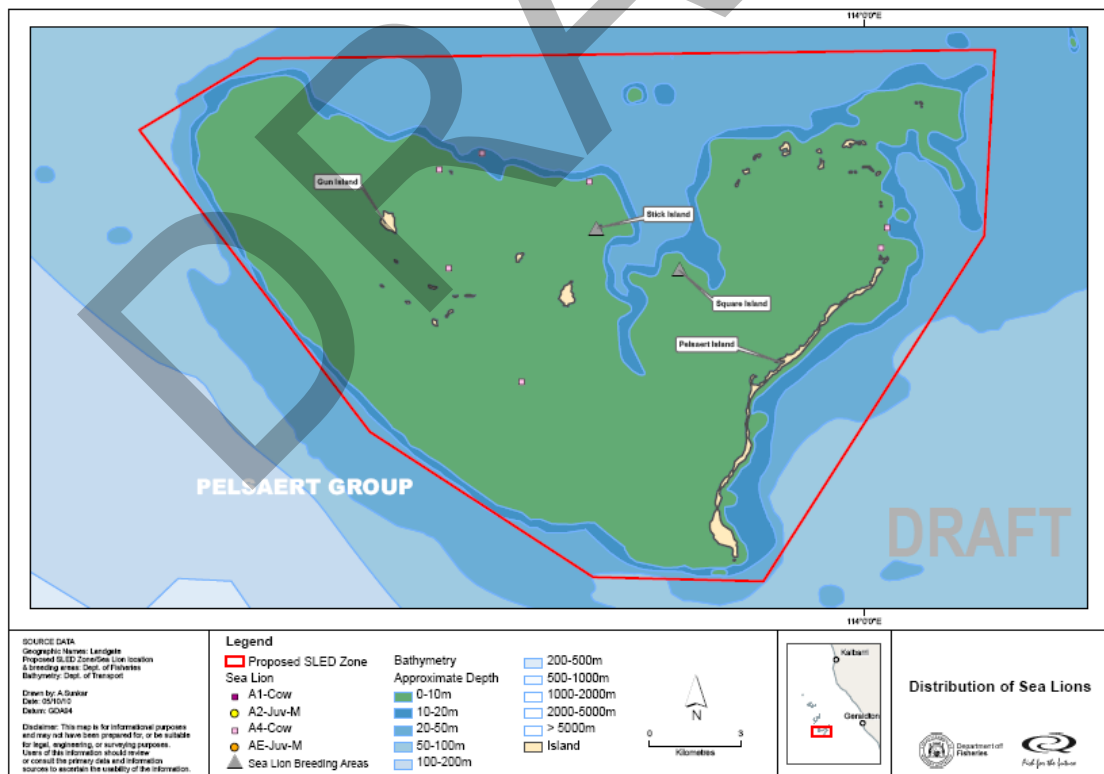 114°0'0"E
DRAFT
Gun Island
Stick Island
Square Island
Pelsaert Island
PELSAERT GROUP
DRAFT
114°0'0"E
SOURCE DATA
Geographic Names: Landgate
Proposed SLED Zone/Sea Lion location
& breeding areas: Dept. of Fisheries
Bathymetry: Dept. of Transport
Drawn by: A.Sunkar
Date: 05/10/10
Datum: GDA94
Disclaimer: This map is for informational purposes
and may not have been prepared for, or be suitable
for legal, engineering, or surveying purposes.
Users of this information should review
or consult the primary data and information
sources to ascertain the usability of the information.
Legend
Proposed SLED Zone
Sea Lion
A1-Cow
A2-Juv-M
A4-Cow
AE-Juv-M
Sea Lion Breeding Areas
Bathymetry
Approximate Depth
0-10m
10-20m
20-50m
50-100m
100-200m
200-500m
500-1000m
1000-2000m
2000-5000m
> 5000m
Island
N
0 3
Kilometres
Kalbarri
Geraldton
Distribution of Sea Lions
Department of
Fisheries
Fish for the future